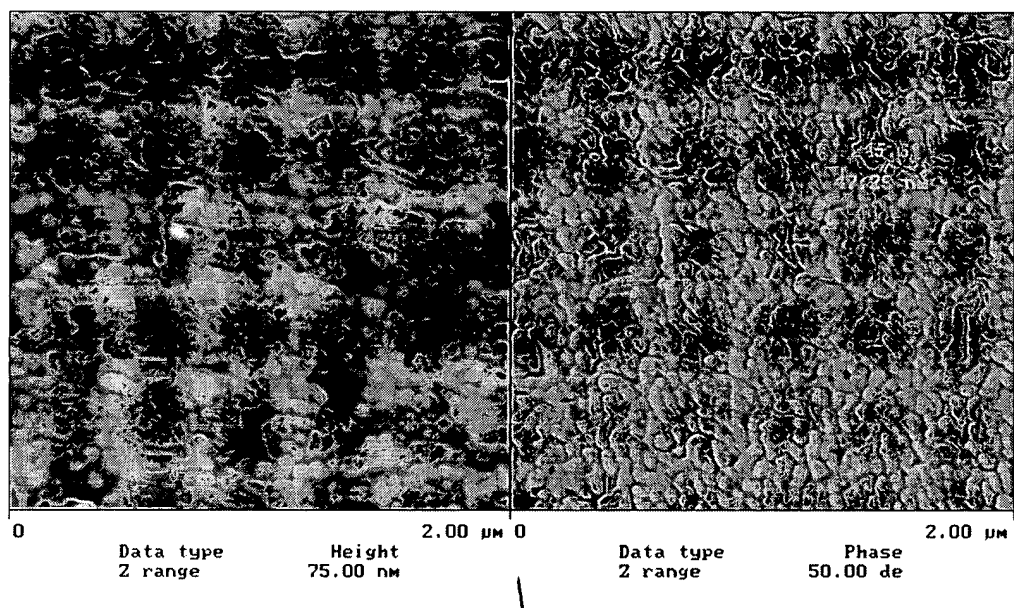 0 2.00 µm 0 2.00 µm
Data type Height Data type Phase
Z range 75.00 nm Z range 50.00 de